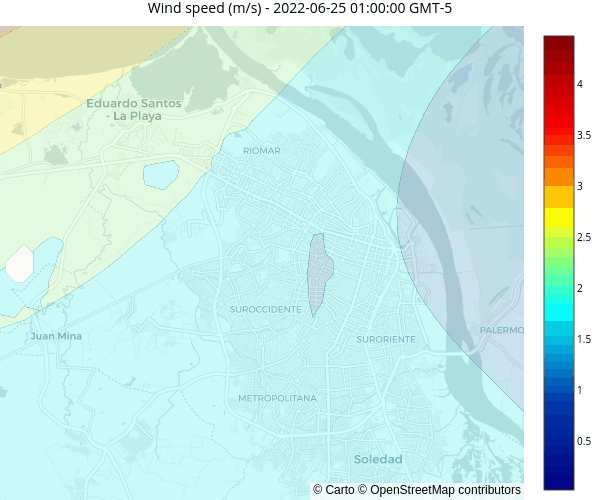 Wind speed (m/s) - 2022-06-25 01:00:00 GMT-5
Eduardo Santos
- La Playa
RIOMAR
SUROCCIDENTE
Juan Mina
SURORIENTE
PALERMO
METROPOLITANA
Soledad
© Carto © OpenStreetMap contributors
4
3.5
3
2.5
2
1.5
1
0.5